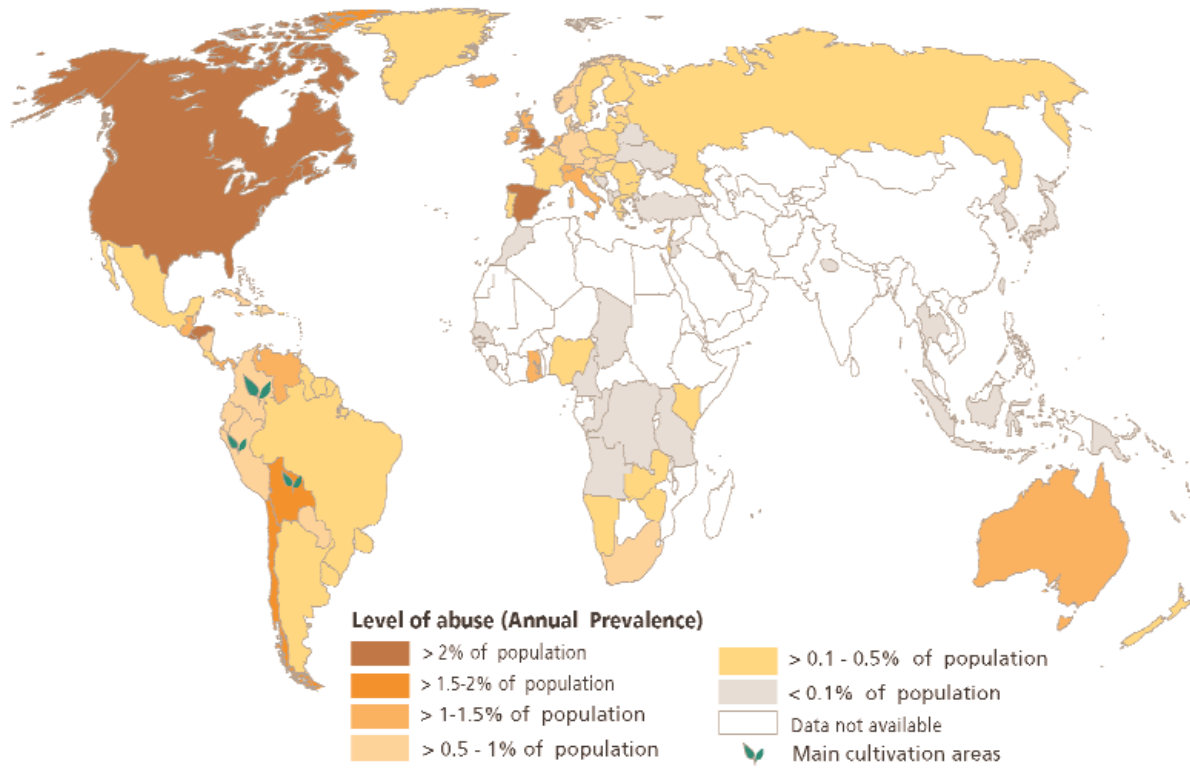 Level of abuse (Annual Prevalence)
> 2% of population
> 1.5-2% of population
> 1-1.5% of population
> 0.5 - 1% of population
> 0.1 - 0.5% of population
< 0.1% of population
Data not available
Main cultivation areas